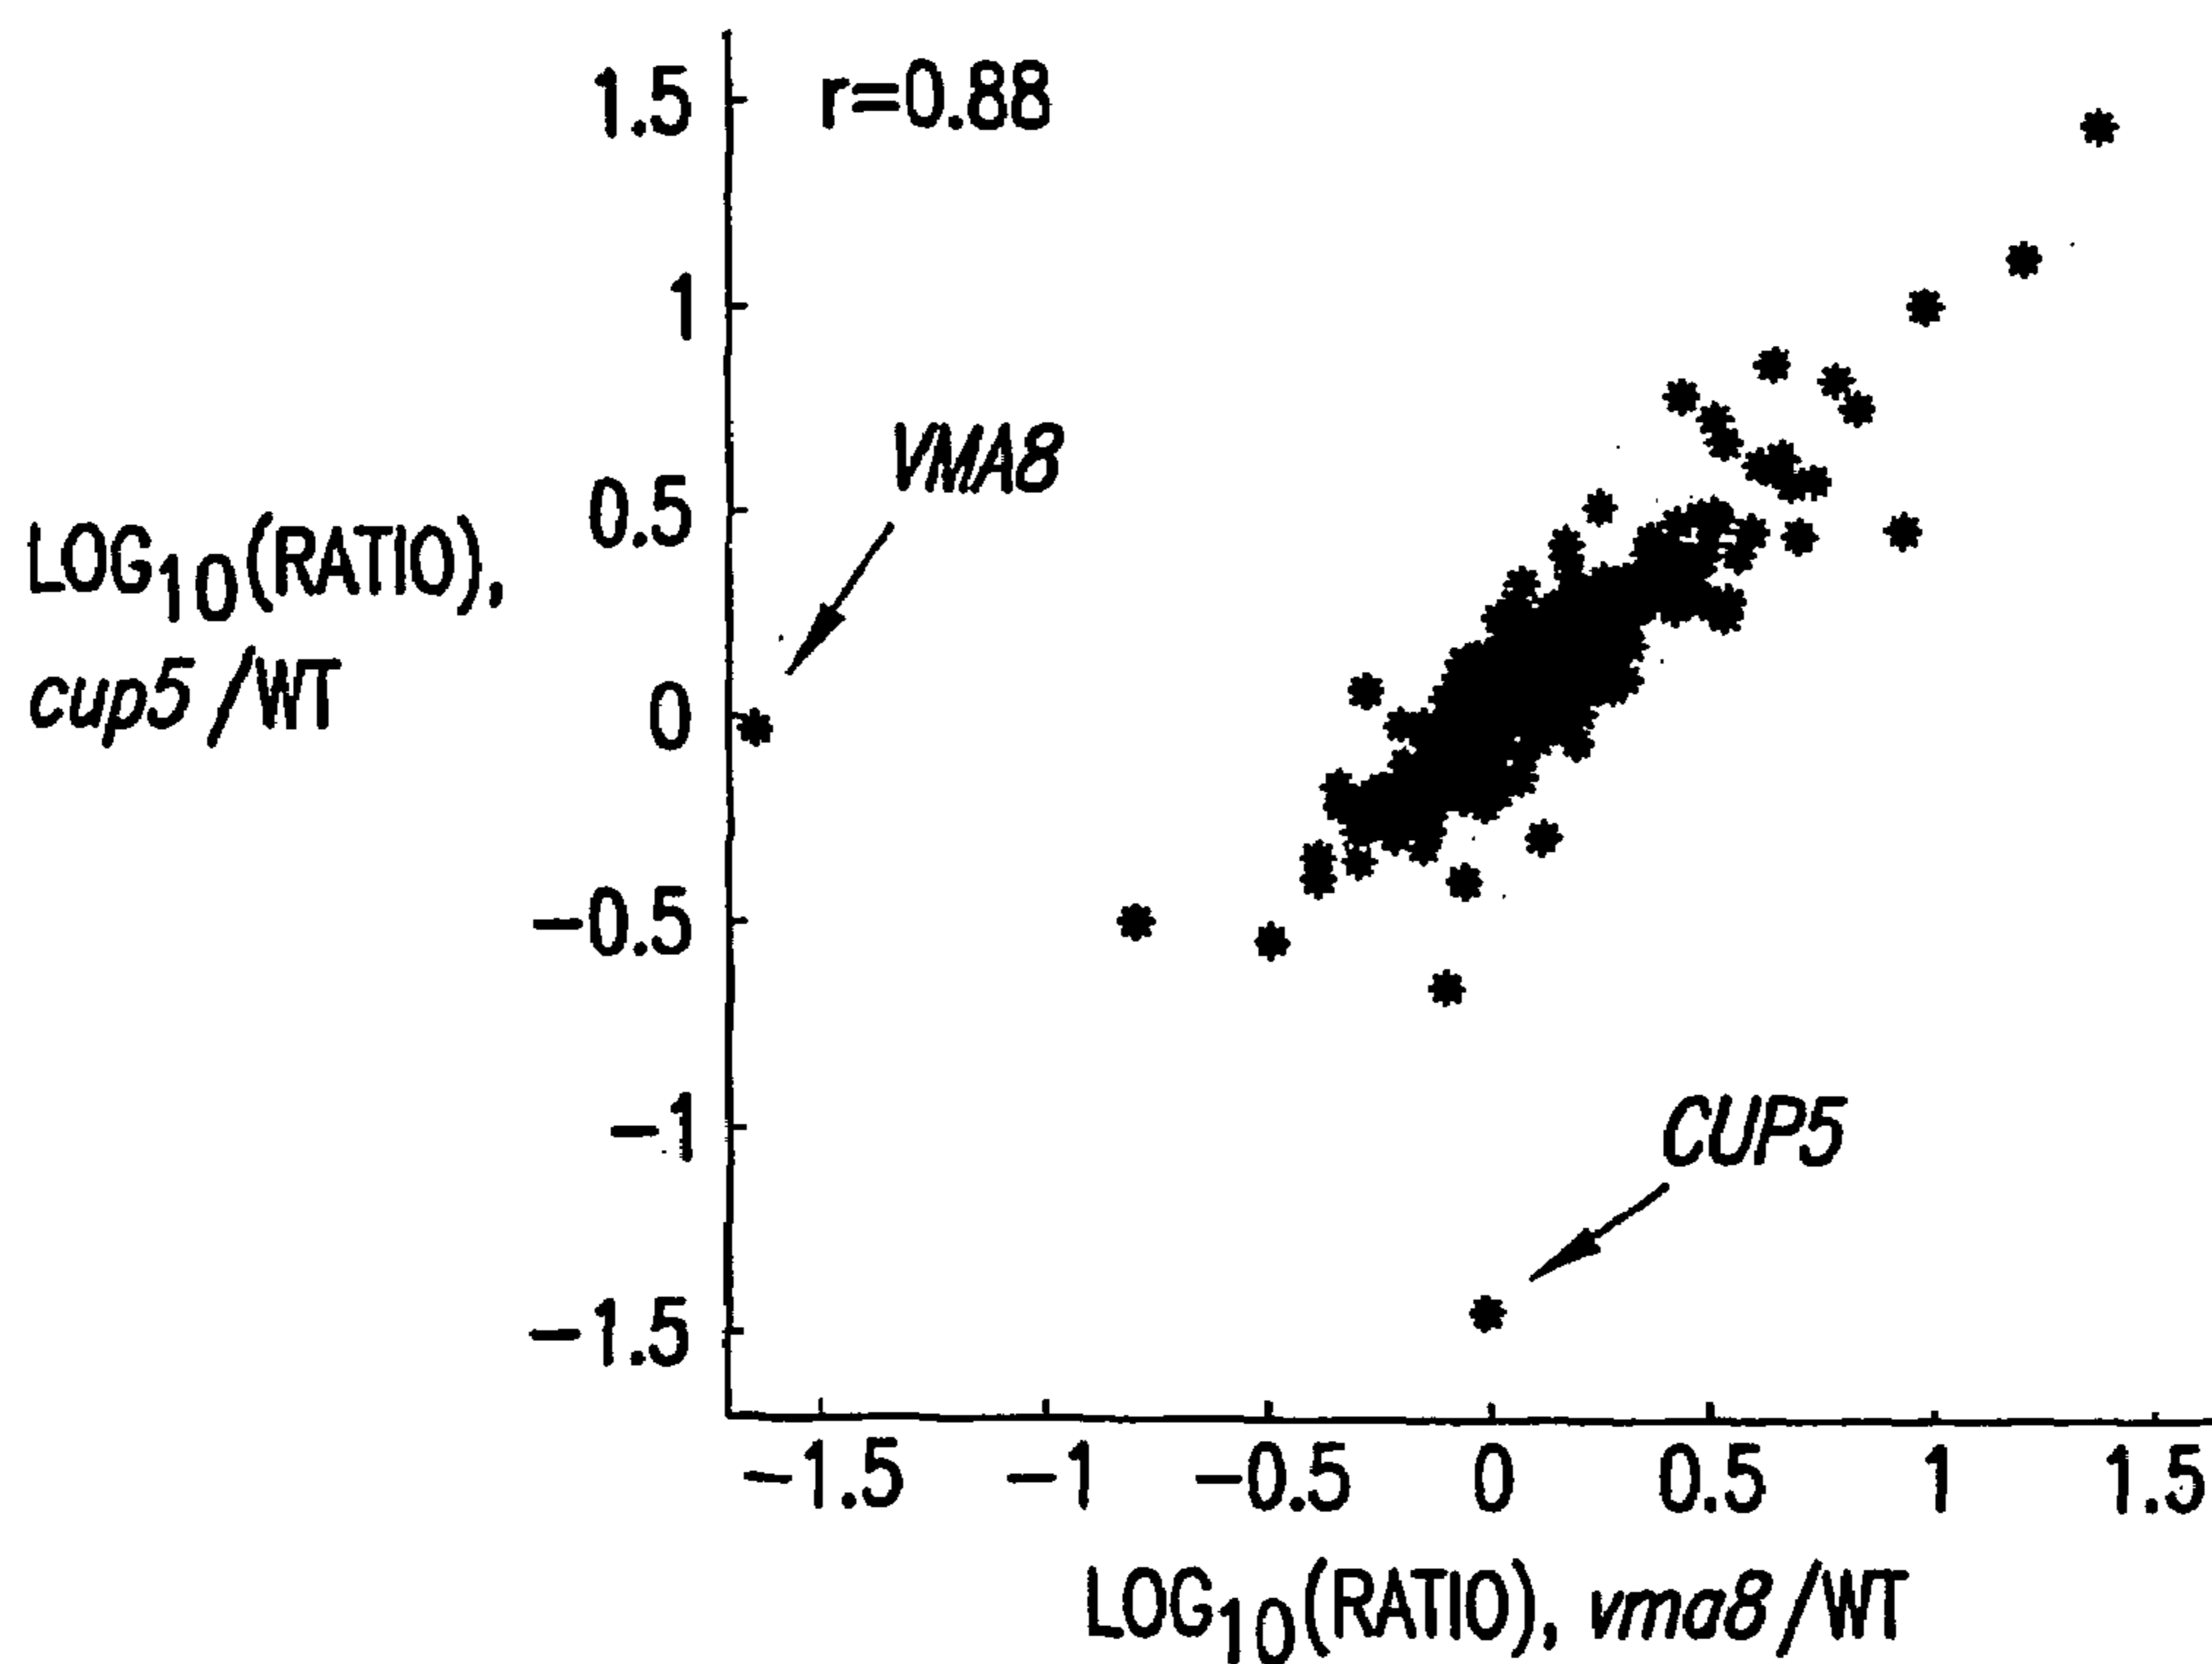 1.5
r=0.88
1
VMA8
0.5
LOG10(RATIO),
cup5/WT
0
-0.5
-1
CUP5
-1.5
-1.5 -1 -0.5 0 0.5 1 1.5
LOG10(RATIO), vma8/WT